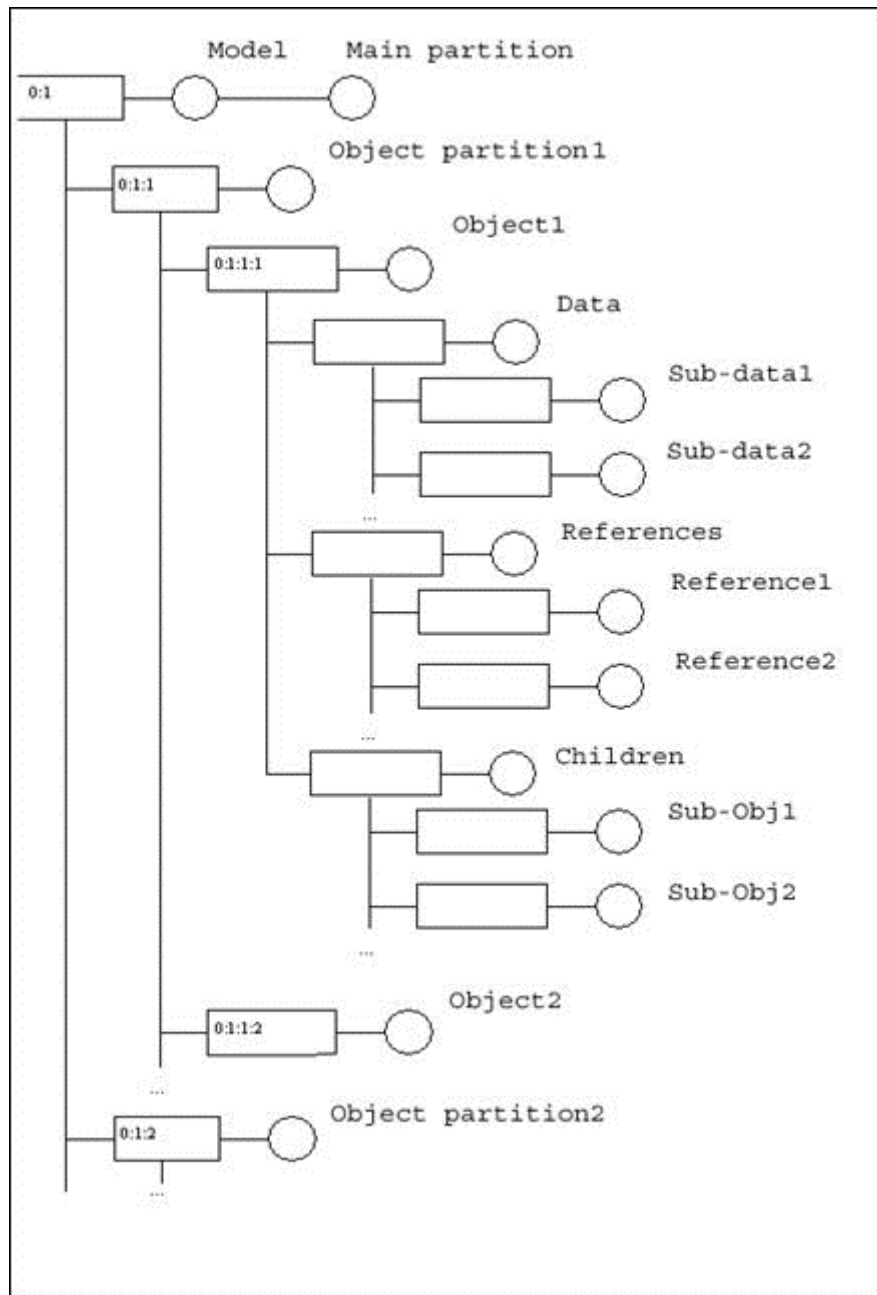 Model Main partition
0:1
Object partition1
0:1:1
Object1
0:1:1:1
Data
Sub-data1
Sub-data2
...
References
Reference1
Reference2
...
Children
Sub-Obj1
Sub-Obj2
...
Object2
0:1:1:2
...
Object partition2
0:1:2
...